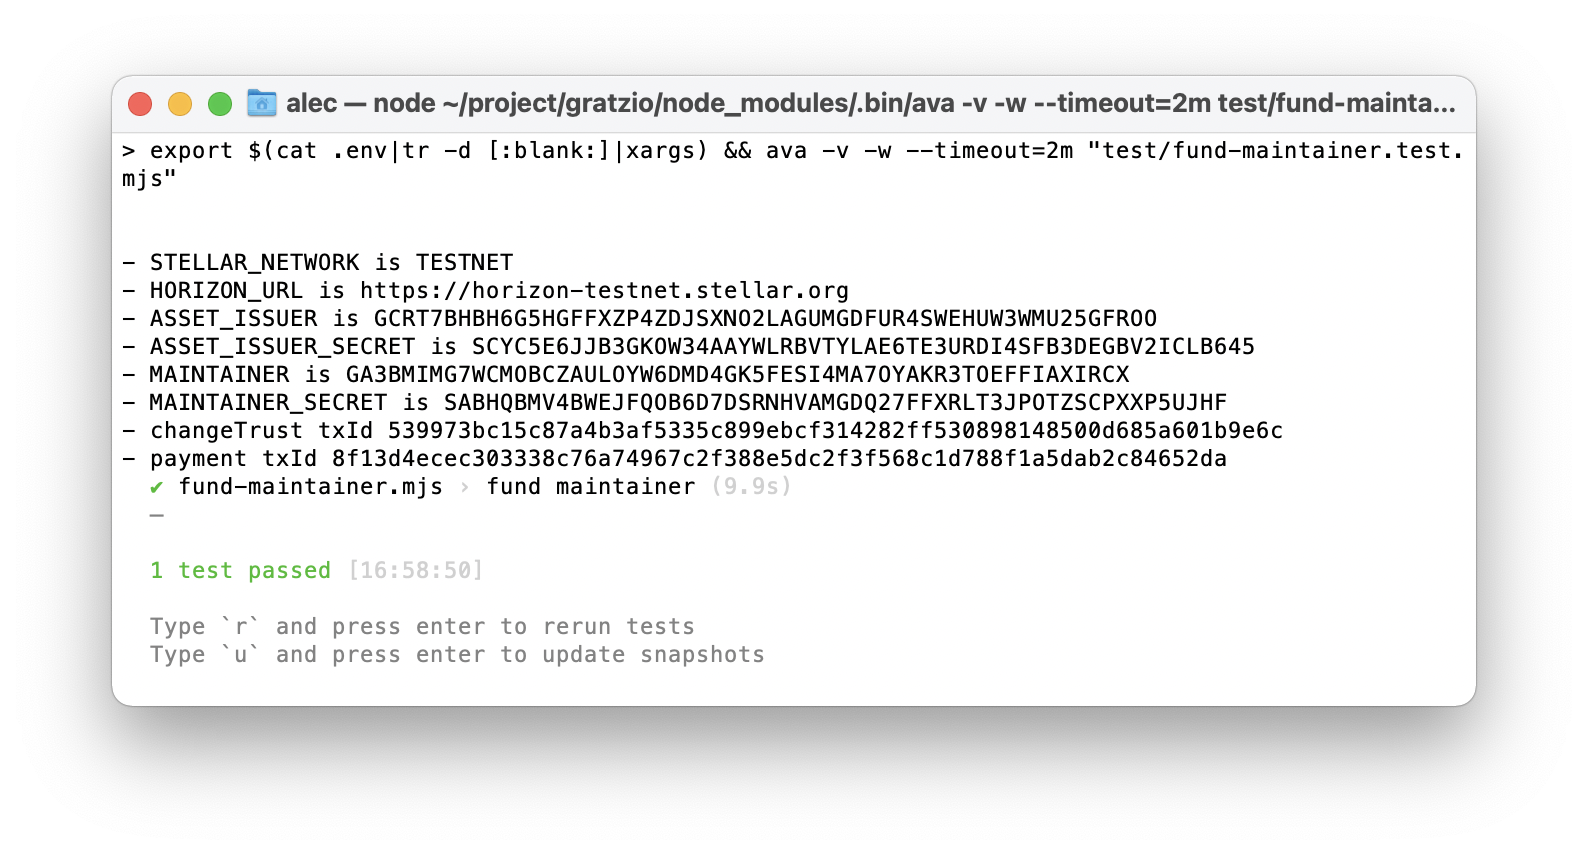 alec — node ~/project/gratzio/node_modules/.bin/ava -v -w --timeout=2m test/fund-mainta...
> export $(cat .env|tr -d [:blank:]|xargs) && ava -v -w --timeout=2m "test/fund-maintainer.test.
mjs"
- STELLAR_NETWORK is TESTNET
- HORIZON_URL is https://horizon-testnet.stellar.org
- ASSET_ISSUER is GCRT7BHBH6G5HGFFXZP4ZDJSXNO2LAGUMGDFUR4SWEHUW3WMU25GFROO
- ASSET_ISSUER_SECRET is SCYC5E6JJB3GKOW34AAYWLRBVTYLAE6TE3URDI4SFB3DEGBV2ICLB645
- MAINTAINER is GA3BMIMG7WCMOBCZAULOYW6DMD4GK5FESI4MA7OYAKR3TOEFFIAXIRCX
- MAINTAINER_SECRET is SABHQBMV4BWEJFQOB6D7DSRNHVAMGDQ27FFXRLT3JPOTZSCPXXP5UJHF
- changeTrust txId 539973bc15c87a4b3af5335c899ebcf314282ff530898148500d685a601b9e6c
- payment txId 8f13d4ecec303338c76a74967c2f388e5dc2f3f568c1d788f1a5dab2c84652da
✔ fund-maintainer.mjs › fund maintainer (9.9s)
─
1 test passed [16:58:50]
Type `r` and press enter to rerun tests
Type `u` and press enter to update snapshots